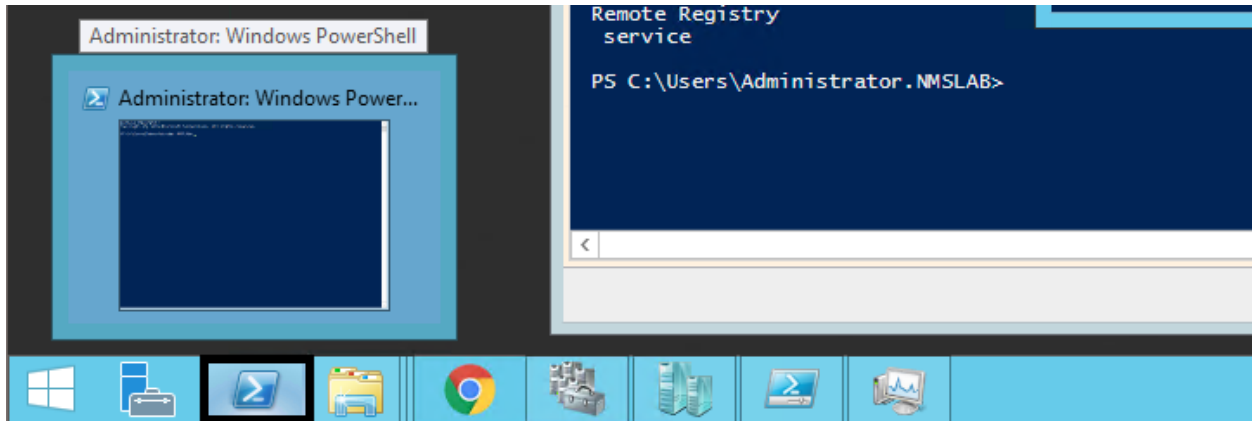 Administrator: Windows PowerShell
Administrator: Windows Power...
Remote Registry
service
PS C:\Users\Administrator.NMSLAB>